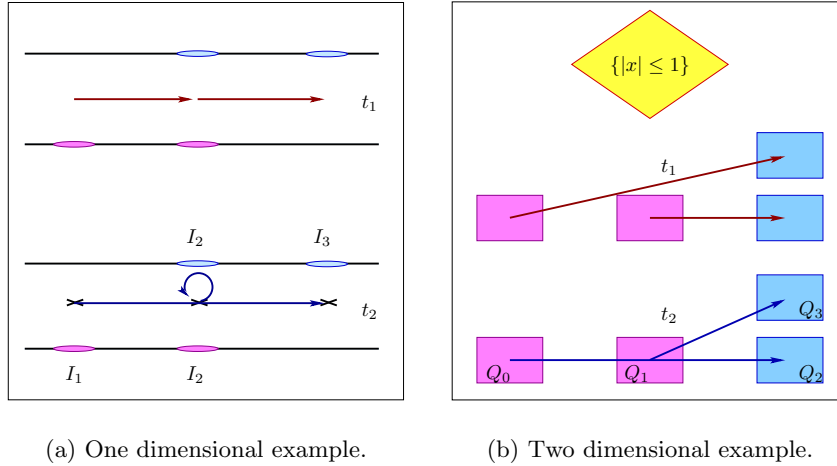 t₁
I₂ I₃
t₂
I₁ I₂
(a) One dimensional example.
{|x| ≤ 1}
t₁
t₂
Q₃
Q₀ Q₁ Q₂
(b) Two dimensional example.